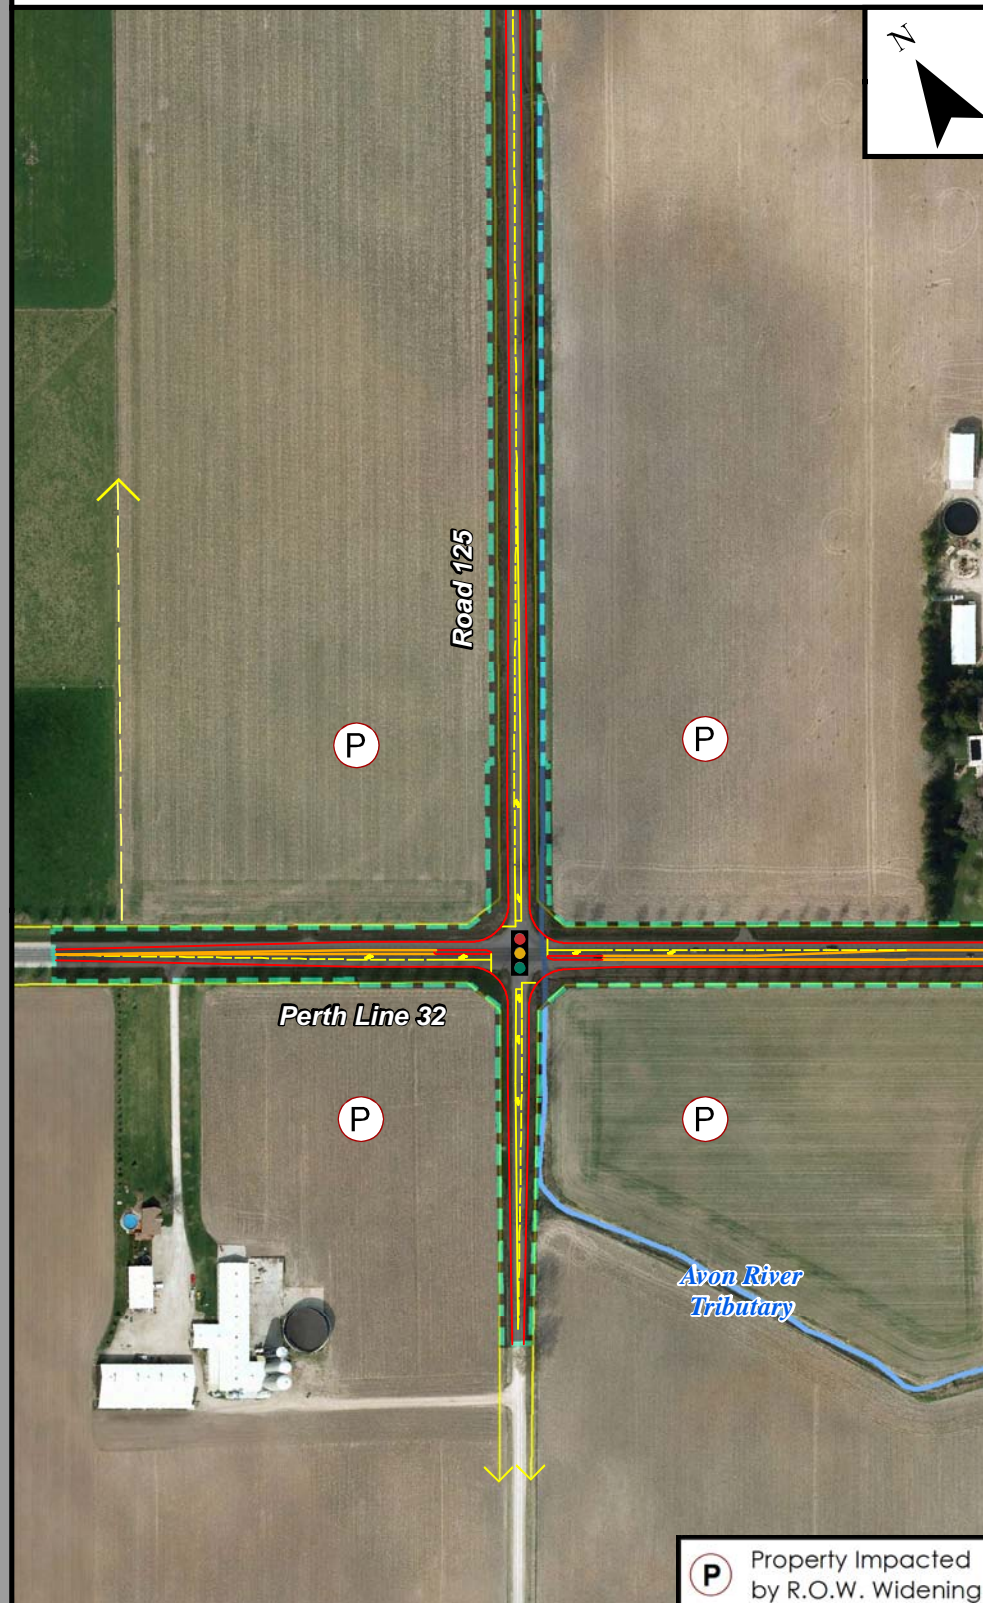 N
Road 125
P
P
Perth Line 32
P
P
Avon River
Tributary
P
Property Impacted
by R.O.W. Widening